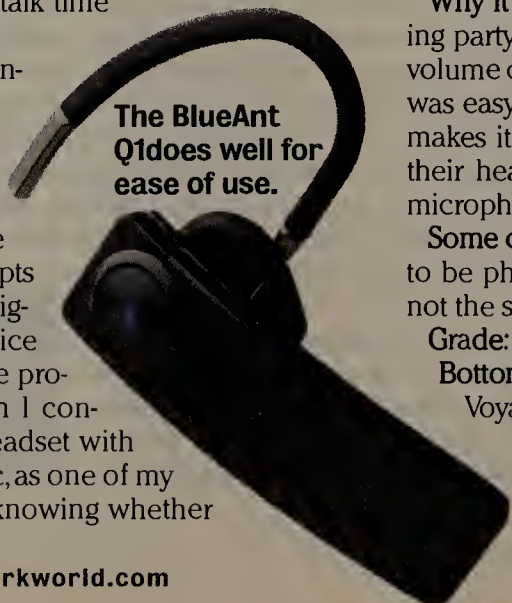 talk time
n-
The BlueAnt
Q1does well for
ease of use.
e
pts
ig-
ice
e pro-
n I con-
eadset with
c, as one of my
knowing whether
rkworld.com
Why it
ing party
volume c
was easy
makes it
their hea
microph
Some c
to be ph
not the s
Grade:
Bottor
Voya